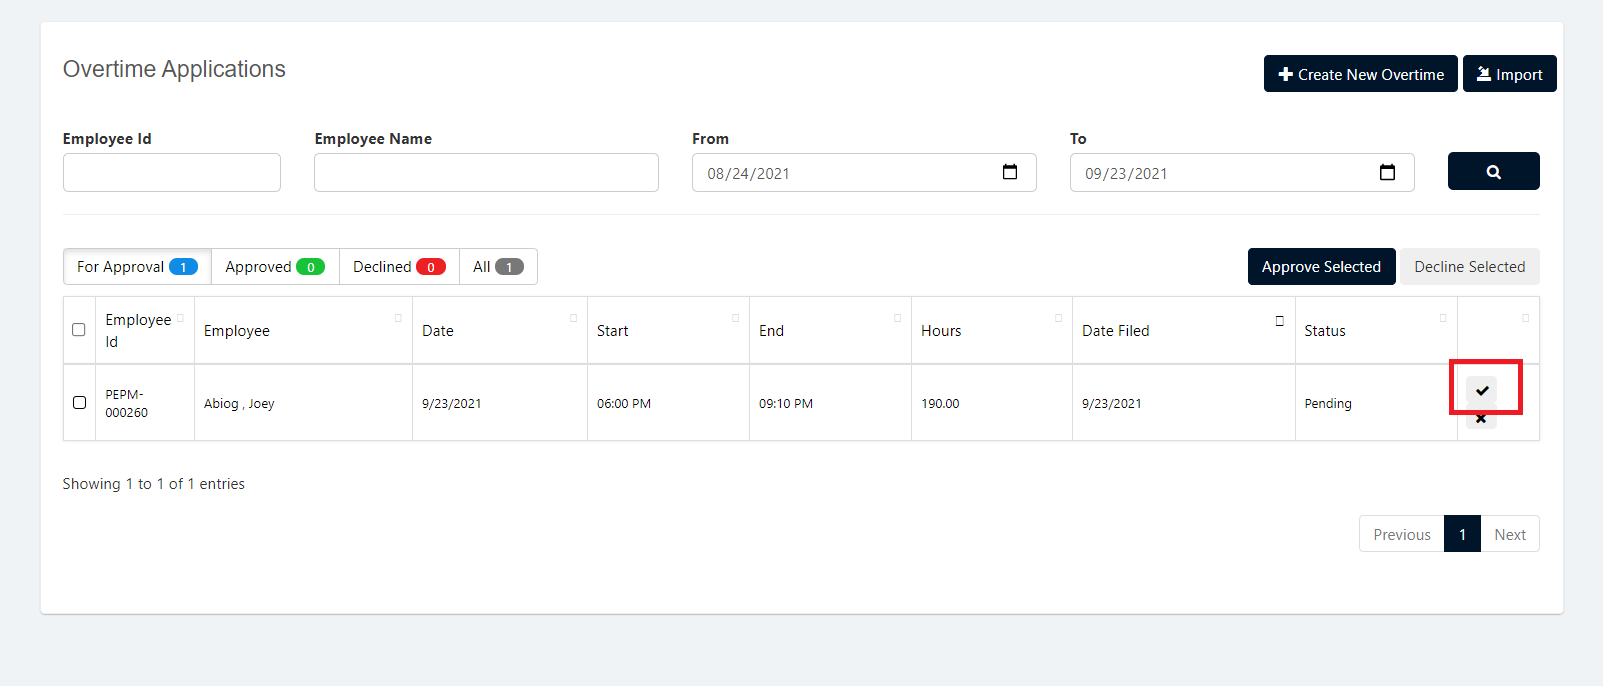 Overtime Applications
Create New Overtime
Import
Employee Id
Employee Name
From
To
08/24/2021
09/23/2021
For Approval 1
Approved 0
Declined 0
All 1
Approve Selected
Decline Selected
Employee
Id
Employee
Date
Start
End
Hours
Date Filed
Status
PEPM-
000260
Abiog , Joey
9/23/2021
06:00 PM
09:10 PM
190.00
9/23/2021
Pending
Showing 1 to 1 of 1 entries
Previous
1
Next